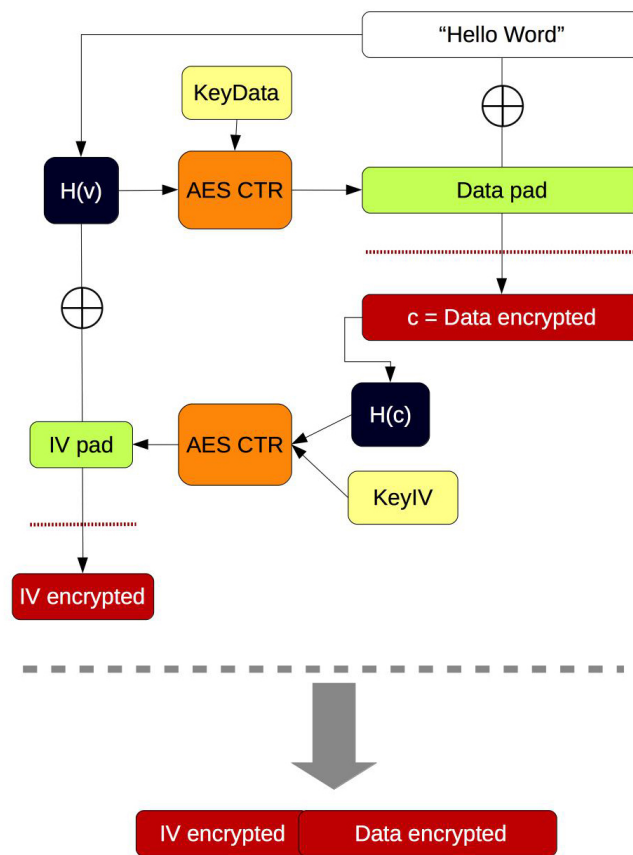 “Hello Word”
KeyData
H(v)
AES CTR
Data pad
c = Data encrypted
H(c)
IV pad
AES CTR
KeyIV
IV encrypted
IV encrypted
Data encrypted